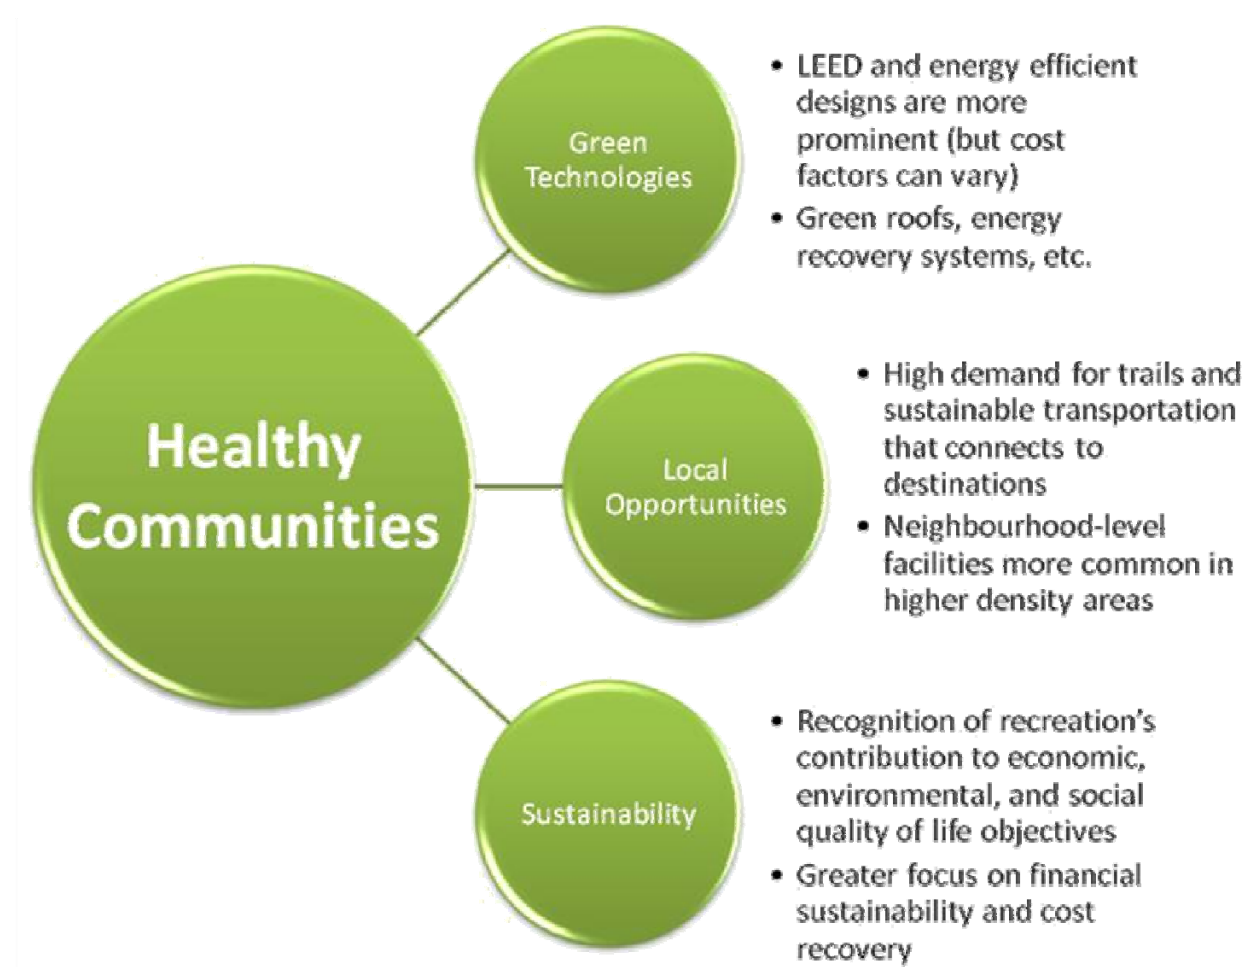 Healthy
Communities
Green
Technologies
• LEED and energy efficient
designs are more
prominent (but cost
factors can vary)
• Green roofs, energy
recovery systems, etc.
Local
Opportunities
• High demand for trails and
sustainable transportation
that connects to
destinations
• Neighbourhood-level
facilities more common in
higher density areas
Sustainability
• Recognition of recreation's
contribution to economic,
environmental, and social
quality of life objectives
• Greater focus on financial
sustainability and cost
recovery